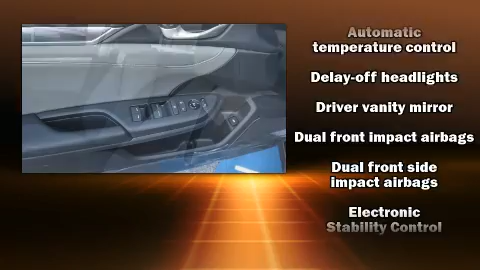 Automatic
temperature control
Delay-off headlights
Driver vanity mirror
Dual front impact airbags
Dual front side
impact airbags
Electronic
Stability Control